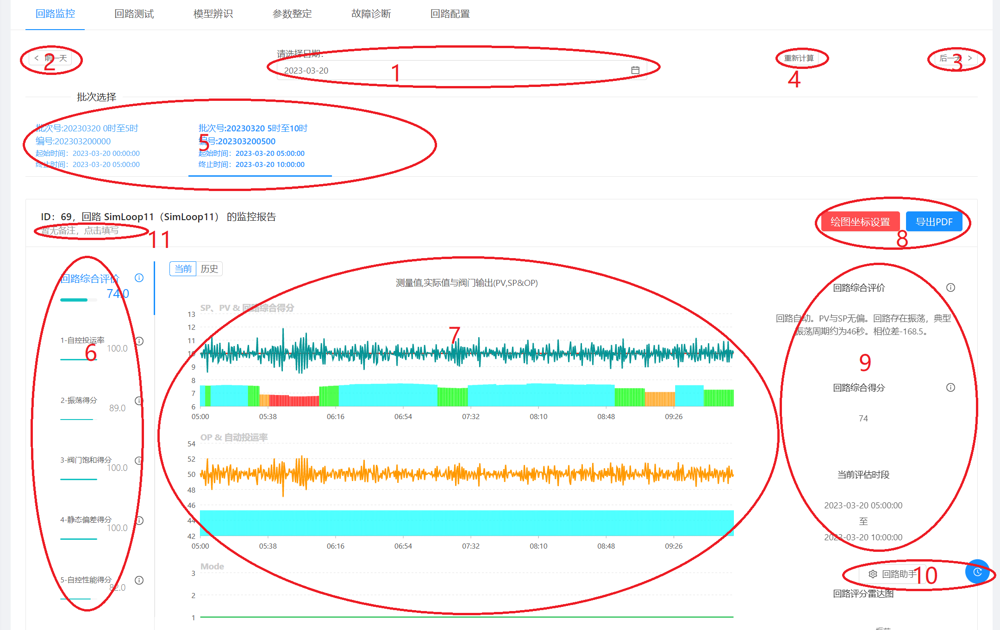 回路监控 回路测试 模型辨识 参数整定 故障诊断 回路配置
请选择日期:
< 前一天 2
2023-03-20 1
重新计算 4
后一天 > 3
批次选择
批次号:20230320 0时至5时
编号:202303200000
起始时间：2023-03-20 00:00:00
终止时间：2023-03-20 05:00:00
批次号:20230320 5时至10时
编号:202303200500
起始时间：2023-03-20 05:00:00
终止时间：2023-03-20 10:00:00
5
ID：69，回路 SimLoop11（SimLoop11） 的监控报告
暂无备注，点击填写 11
绘图坐标设置 导出PDF
8
回路综合评价
74.0
1-自控投运率
100.0
6
2-振荡得分
89.0
3-阀门饱和得分
100.0
4-静态偏差得分
100.0
5-自控性能得分
82.0
当前 历史
测量值,实际值与阀门输出(PV,SP&OP)
SP、PV & 回路综合得分
7
13
12
11
10
9
8
7
6
05:00 05:38 06:16 06:54 07:32 08:10 08:48 09:26
OP & 自动投运率
54
52
50
48
46
44
42
05:00 05:38 06:16 06:54 07:32 08:10 08:48 09:26
Mode
3
2
1
回路综合评价
回路自动。PV与SP无偏。回路存在振荡，典型
振荡周期约为46秒。相位差-168.5。
9
回路综合得分
74
当前评估时段
2023-03-20 05:00:00
至
2023-03-20 10:00:00
回路助手 10
回路评分雷达图